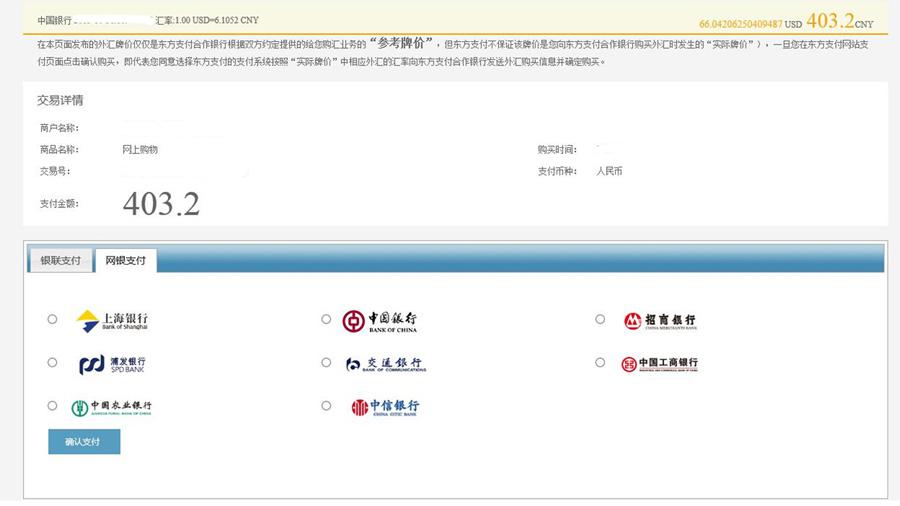 中国银行 汇率:1.00 USD=6.1052 CNY
66.04206250409487 USD 403.2CNY
在本页面发布的外汇牌价仅仅是东方支付合作银行根据双方约定提供的给您购汇业务的“参考牌价”，但东方支付不保证该牌价是您向东方支付合作银行购买外汇时发生的“实际牌价”），一旦您在东方支付网站支
付页面点击确认购买，即代表您同意选择东方支付的支付系统按照“实际牌价”中相应外汇的汇率向东方支付合作银行发送外汇购买信息并确定购买。
交易详情
商户名称:
商品名称: 网上购物 购买时间:
交易号: 支付币种: 人民币
支付金额: 403.2
银联支付 网银支付
上海银行 中国银行 招商银行
Bank of Shanghai BANK OF CHINA CHINA MERCHANTS BANK
浦发银行 交通银行 中国工商银行
SPD BANK BANK OF COMMUNICATIONS INDUSTRIAL AND COMMERCIAL BANK OF CHINA
中国农业银行 中信银行
AGRICULTURAL BANK OF CHINA CHINA CITIC BANK
确认支付